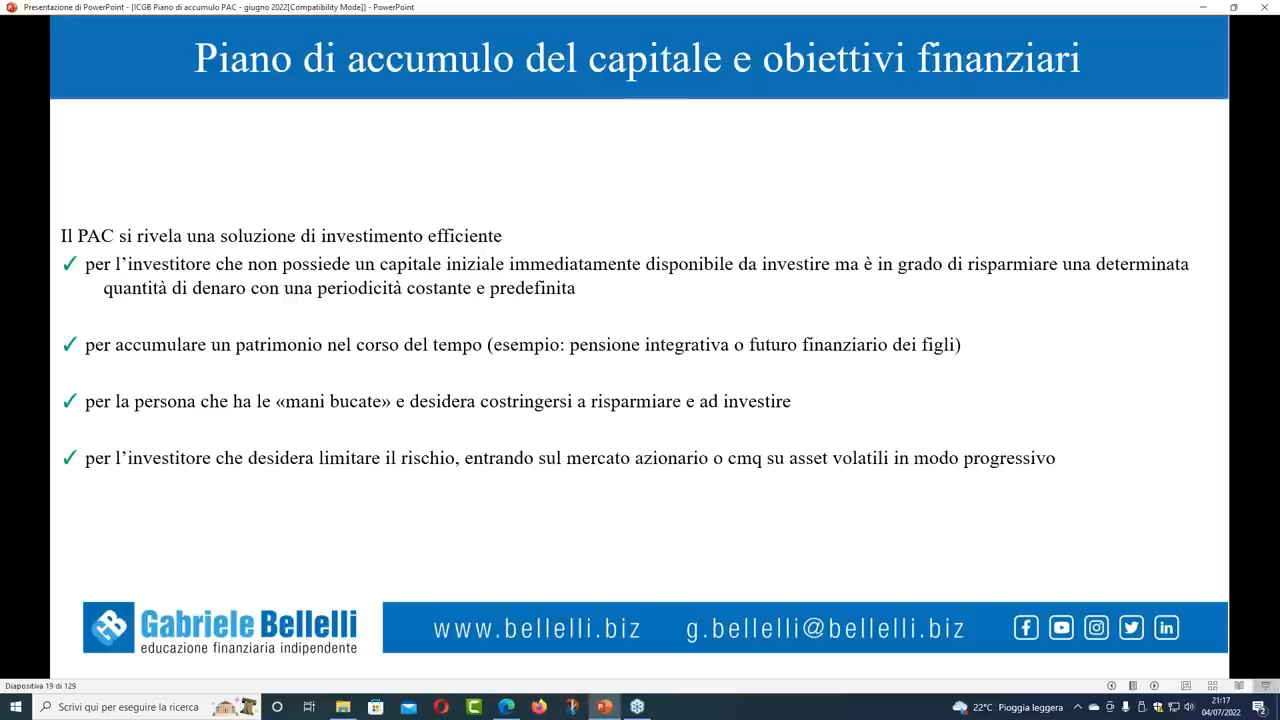 Presentazione di PowerPoint - [ICGB Piano di accumulo PAC - giugno 2022[Compatibility Mode]] - PowerPoint
Piano di accumulo del capitale e obiettivi finanziari
Il PAC si rivela una soluzione di investimento efficiente
✓ per l’investitore che non possiede un capitale iniziale immediatamente disponibile da investire ma è in grado di risparmiare una determinata
quantità di denaro con una periodicità costante e predefinita
✓ per accumulare un patrimonio nel corso del tempo (esempio: pensione integrativa o futuro finanziario dei figli)
✓ per la persona che ha le «mani bucate» e desidera costringersi a risparmiare e ad investire
✓ per l’investitore che desidera limitare il rischio, entrando sul mercato azionario o cmq su asset volatili in modo progressivo
Gabriele Bellelli
educazione finanziaria indipendente
www.bellelli.biz g.bellelli@bellelli.biz
Diapositiva 19 di 129
Scrivi qui per eseguire la ricerca
22°C Pioggia leggera
21:17
04/07/2022
2